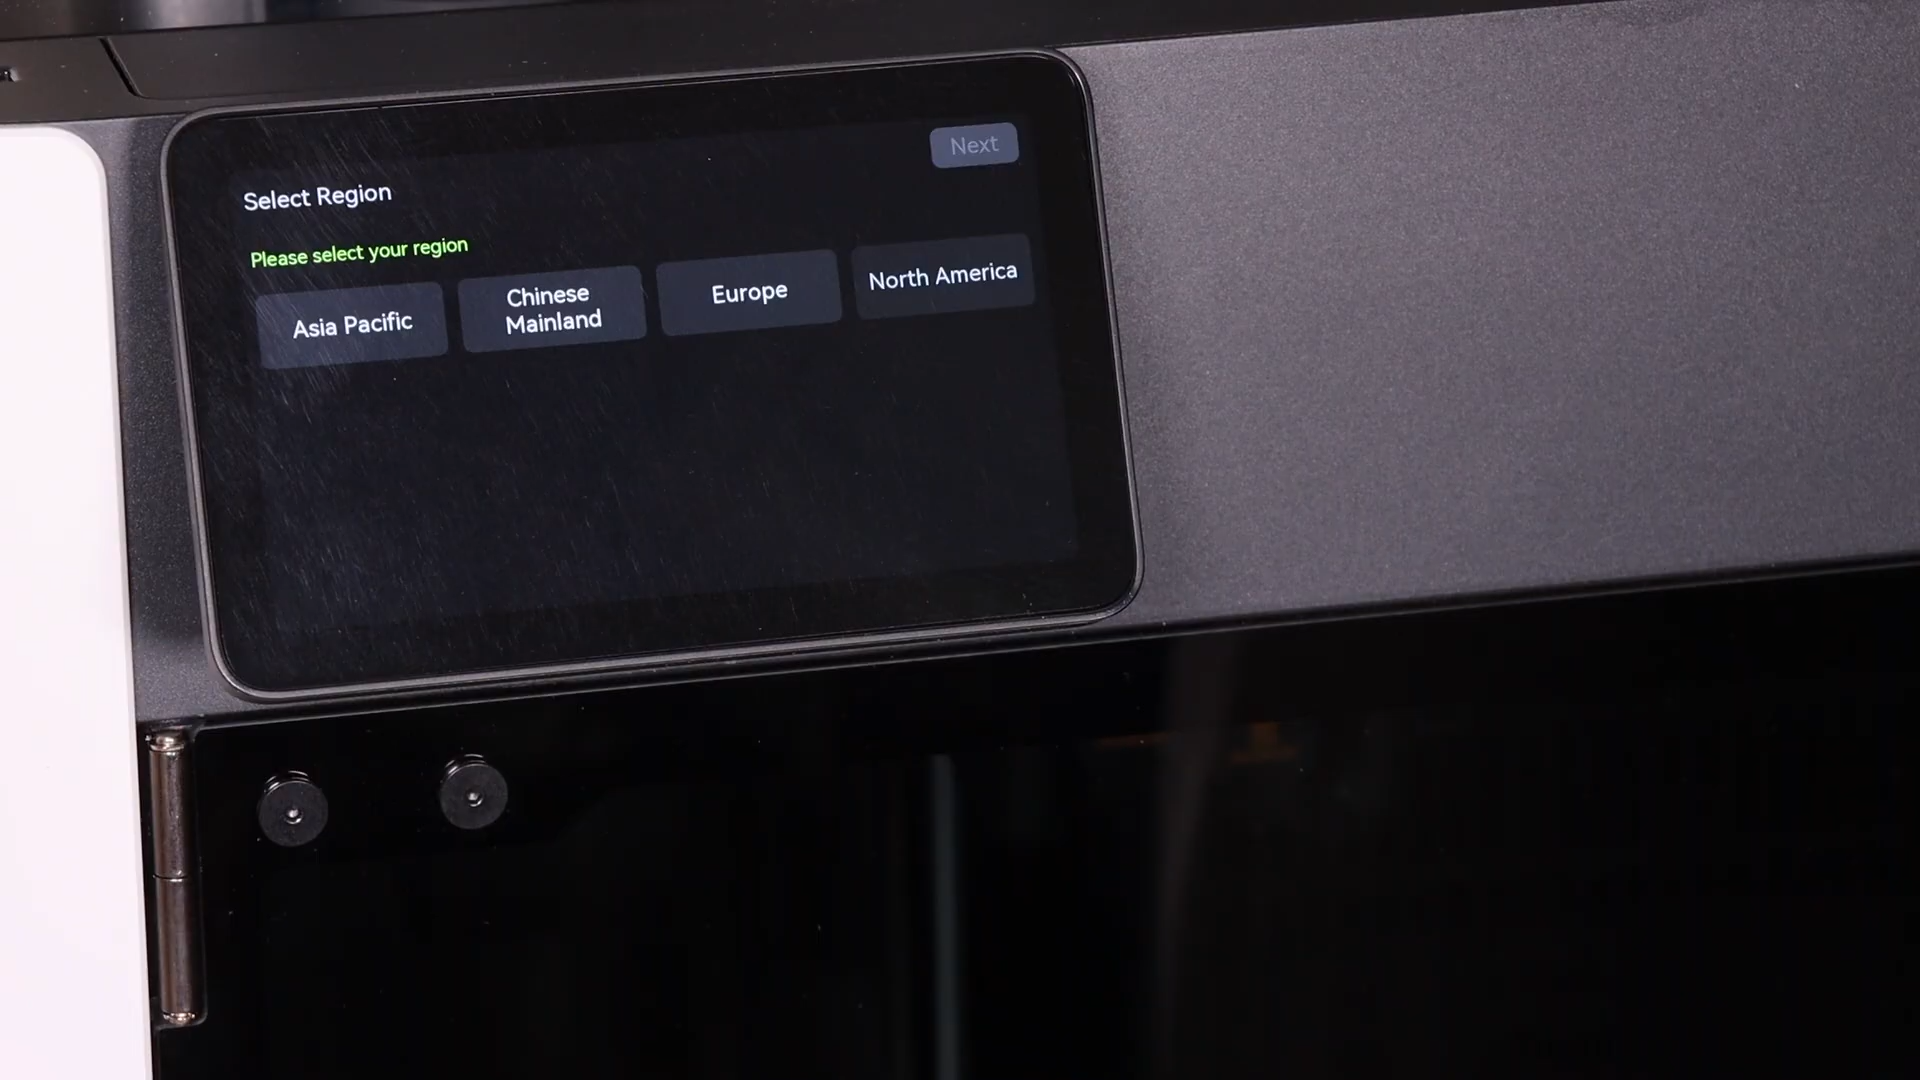 Next
Select Region
Please select your region
Asia Pacific
Chinese
Mainland
Europe
North America